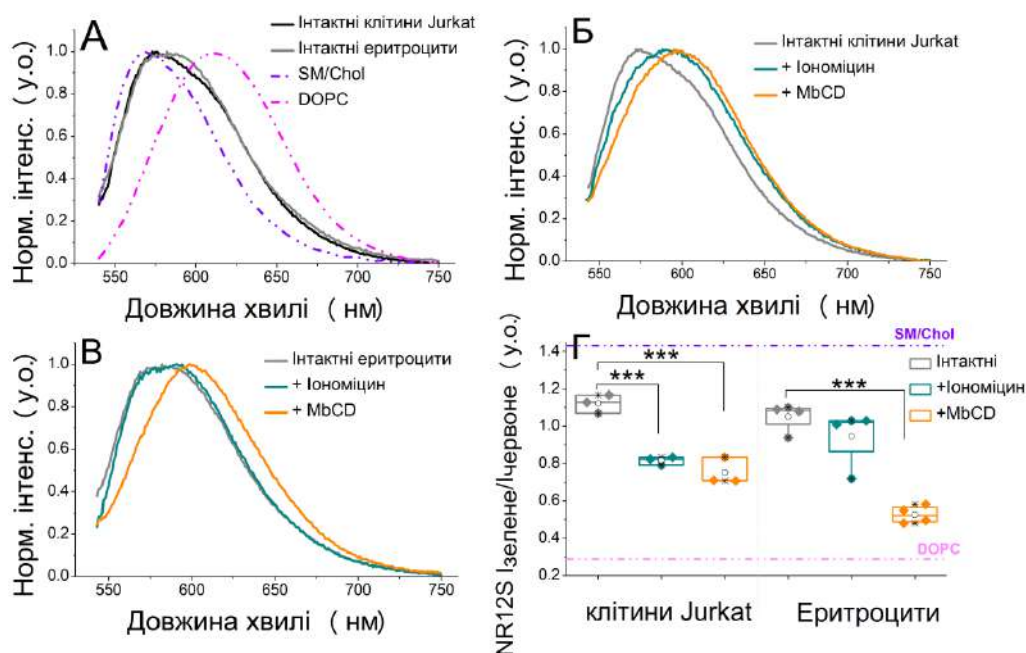 А
Інтактні клітини Jurkat
Інтактні еритроцити
SM/Chol
DOPC
Норм. інтенс. ( у.о.)
1.0
0.8
0.6
0.4
0.2
0.0
550 600 650 700 750
Довжина хвилі ( нм)
Б
Інтактні клітини Jurkat
+ Іономіцин
+ MbCD
Норм. інтенс. ( у.о.)
1.0
0.8
0.6
0.4
0.2
0.0
550 600 650 700 750
Довжина хвилі ( нм)
В
Інтактні еритроцити
+ Іономіцин
+ MbCD
Норм. інтенс. ( у.о.)
1.0
0.8
0.6
0.4
0.2
0.0
550 600 650 700 750
Довжина хвилі ( нм)
Г
SM/Chol
Інтактні
+Іономіцин
+MbCD
***
***
***
DOPC
NR12S Iзелене/Iчервоне ( у.о.)
1.4
1.2
1.0
0.8
0.6
0.4
0.2
клітини Jurkat Еритроцити